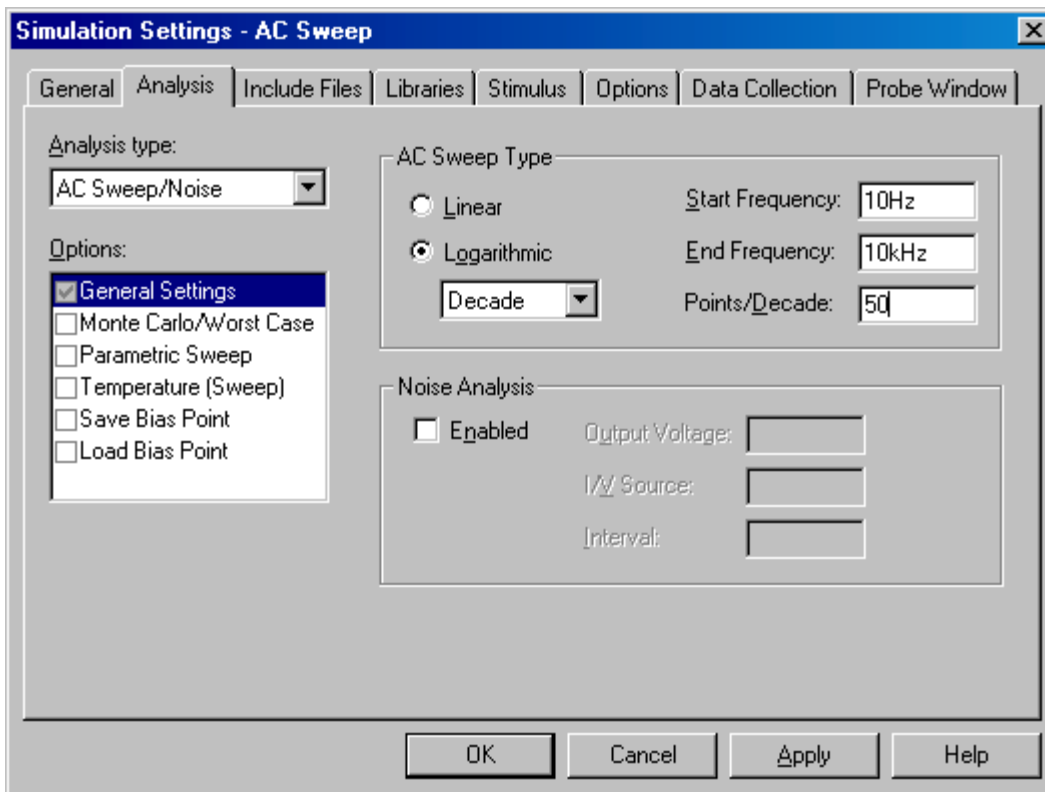 Simulation Settings - AC Sweep
General Analysis Include Files Libraries Stimulus Options Data Collection Probe Window
Analysis type:
AC Sweep/Noise
Options:
General Settings
Monte Carlo/Worst Case
Parametric Sweep
Temperature (Sweep)
Save Bias Point
Load Bias Point
AC Sweep Type
Linear
Logarithmic
Decade
Start Frequency: 10Hz
End Frequency: 10kHz
Points/Decade: 50
Noise Analysis
Enabled
Output Voltage:
I/V Source:
Interval:
OK Cancel Apply Help